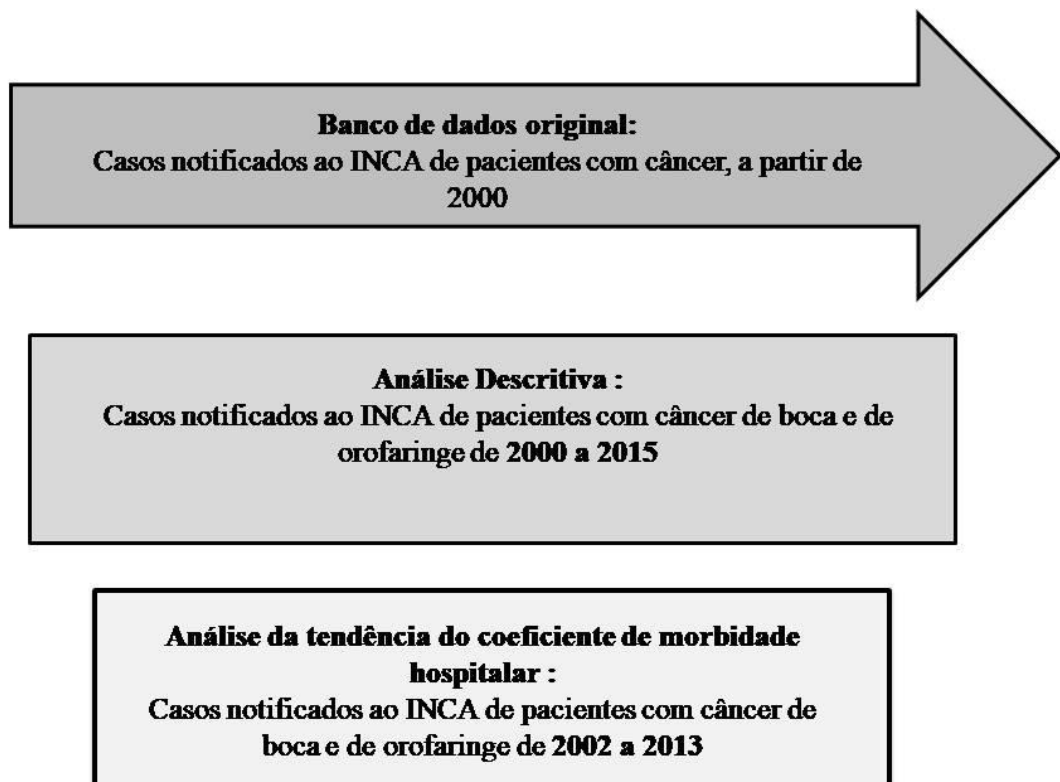 Banco de dados original:
Casos notificados ao INCA de pacientes com câncer, a partir de
2000
Análise Descritiva :
Casos notificados ao INCA de pacientes com câncer de boca e de
orofaringe de 2000 a 2015
Análise da tendência do coeficiente de morbidade
hospitalar :
Casos notificados ao INCA de pacientes com câncer de
boca e de orofaringe de 2002 a 2013